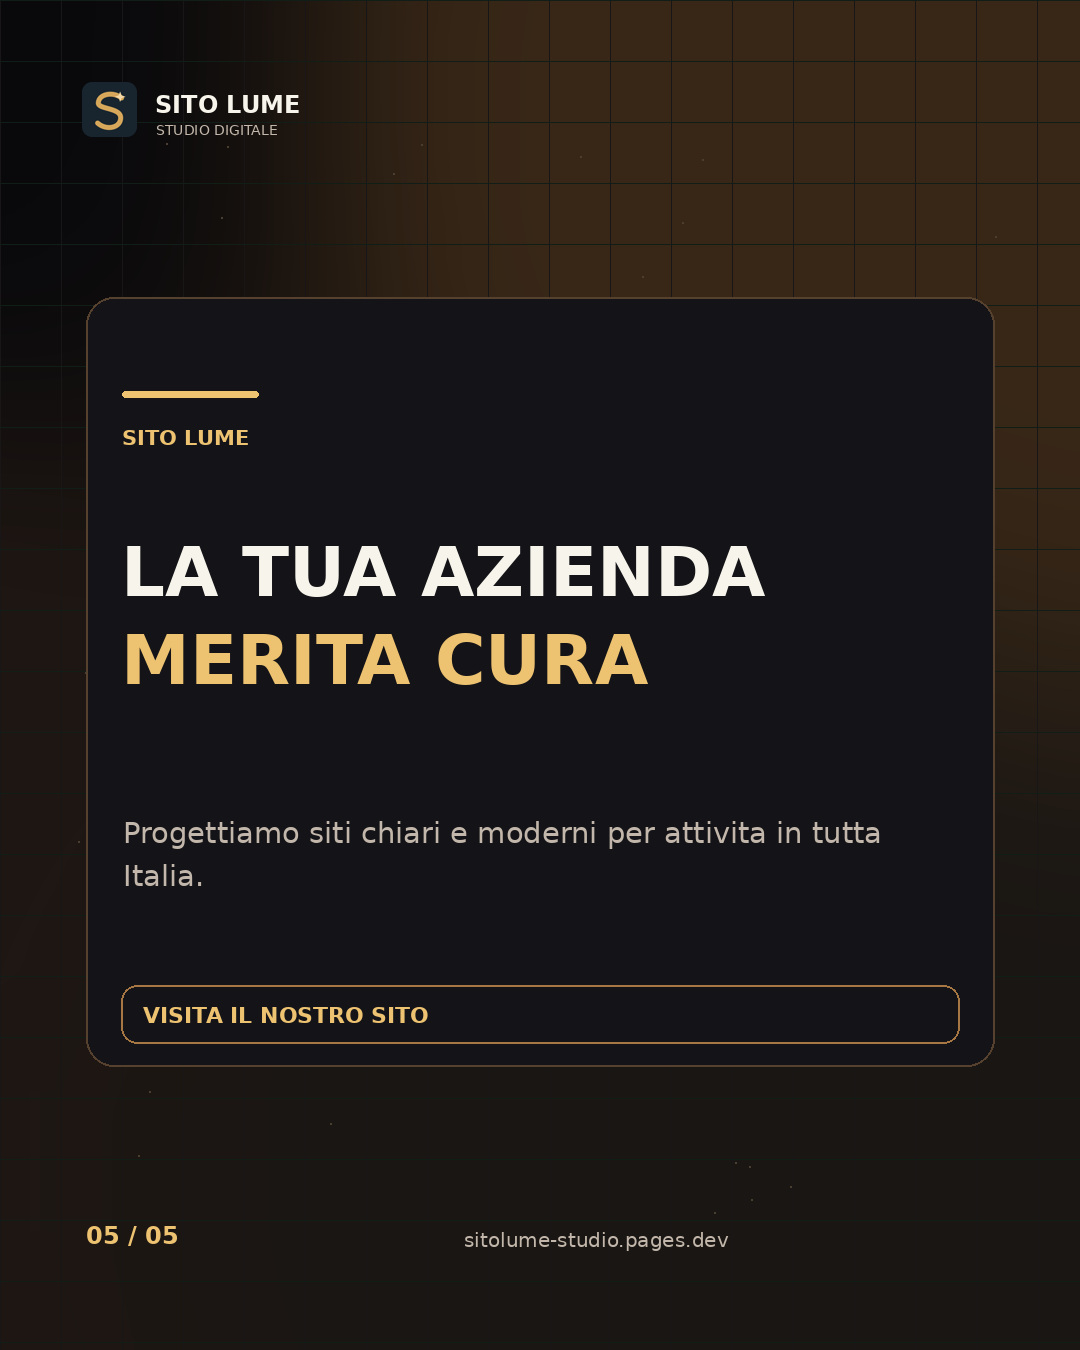 SITO LUME
STUDIO DIGITALE
SITO LUME
LA TUA AZIENDA
MERITA CURA
Progettiamo siti chiari e moderni per attivita in tutta
Italia.
VISITA IL NOSTRO SITO
05 / 05
sitolume-studio.pages.dev